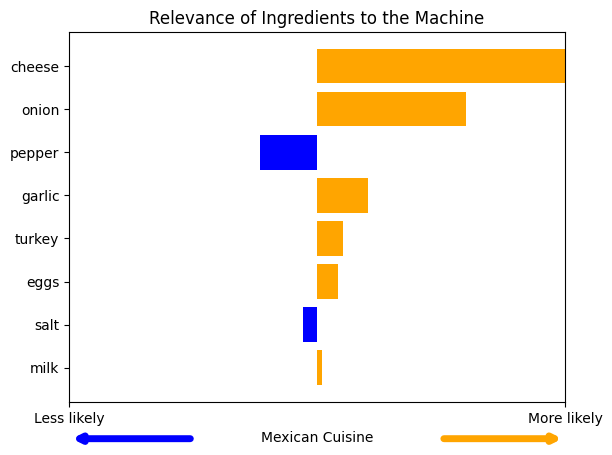 Relevance of Ingredients to the Machine
cheese
onion
pepper
garlic
turkey
eggs
salt
milk
Less likely
More likely
Mexican Cuisine